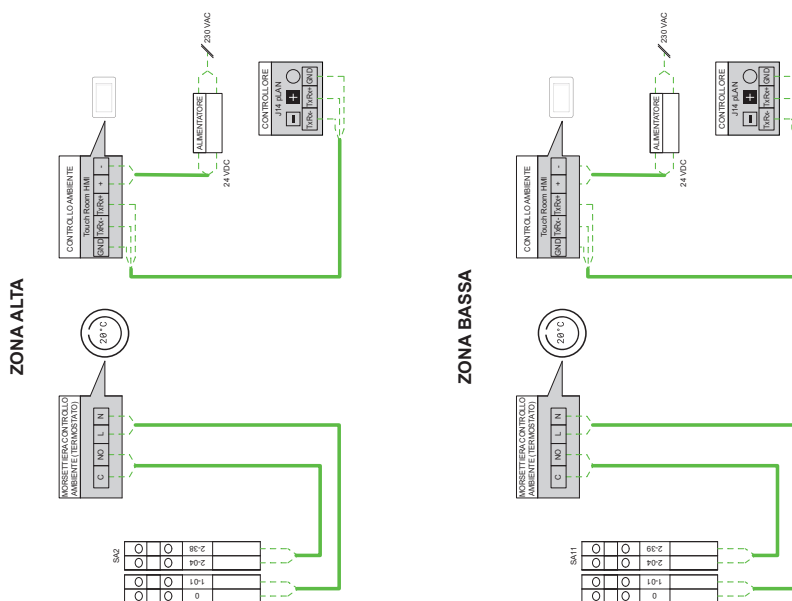 ZONA ALTA
CONTROLLO AMBIENTE
Touch Room HMI
GND TxRx- TxRx+ + -
ALIMENTATORE
230 VAC
24 VDC
CONTROLLORE
J14 pLAN
TxRx- TxRx+ GND
20°C
MORSETTIERA CONTROLLO
AMBIENTE (TERMOSTATO)
C NO L N
SA2
2-38
2-04
1-01
0
ZONA BASSA
CONTROLLO AMBIENTE
Touch Room HMI
GND TxRx- TxRx+ + -
ALIMENTATORE
230 VAC
24 VDC
CONTROLLORE
J14 pLAN
TxRx- TxRx+ GND
20°C
MORSETTIERA CONTROLLO
AMBIENTE (TERMOSTATO)
C NO L N
SA11
2-39
2-04
1-01
0